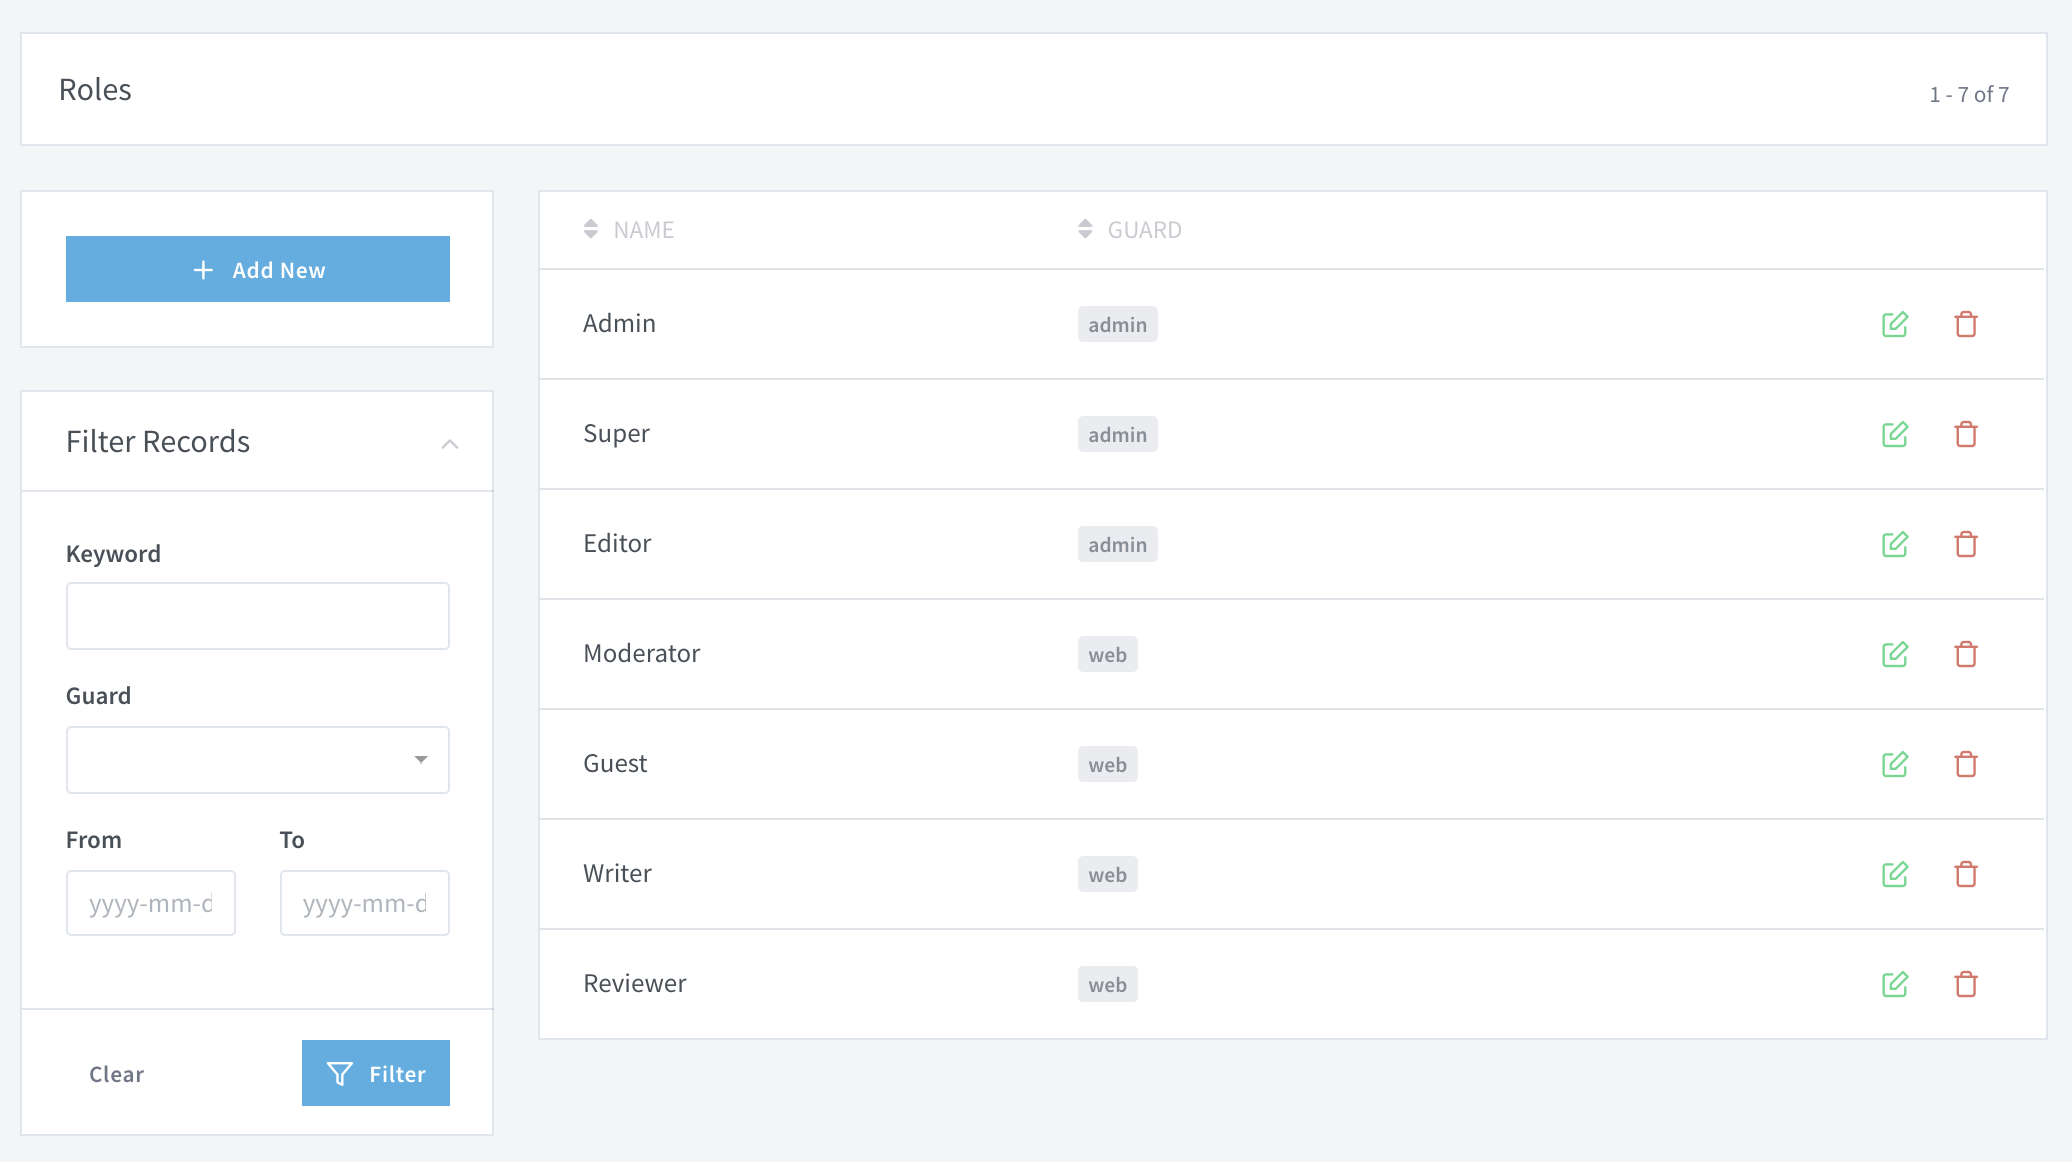 Roles
1 - 7 of 7
Add New
Filter Records
Keyword
Guard
From To
yyyy-mm-d yyyy-mm-d
Clear Filter
NAME GUARD
Admin admin
Super admin
Editor admin
Moderator web
Guest web
Writer web
Reviewer web